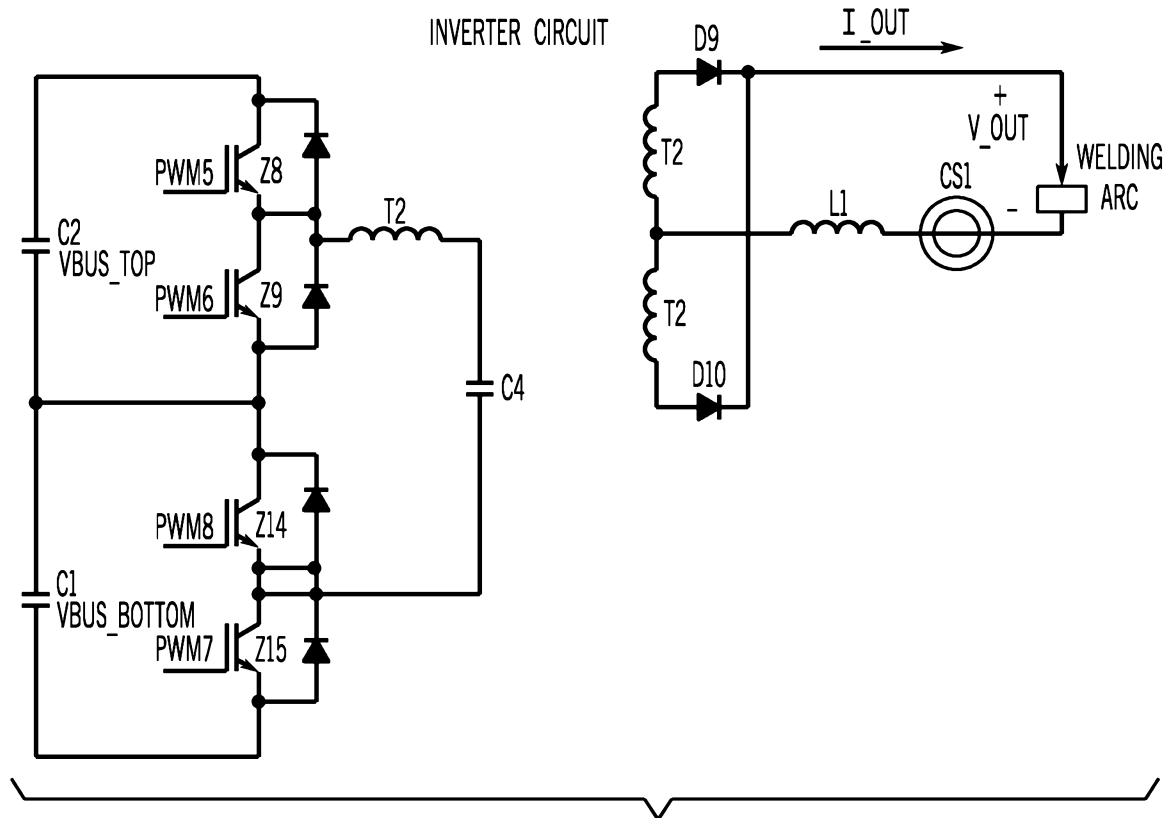 INVERTER CIRCUIT
I_OUT
D9
+
V_OUT
T2
WELDING
ARC
CS1
-
L1
PWM5
Z8
T2
C2
VBUS_TOP
PWM6
Z9
T2
D10
C4
PWM8
Z14
C1
VBUS_BOTTOM
PWM7
Z15